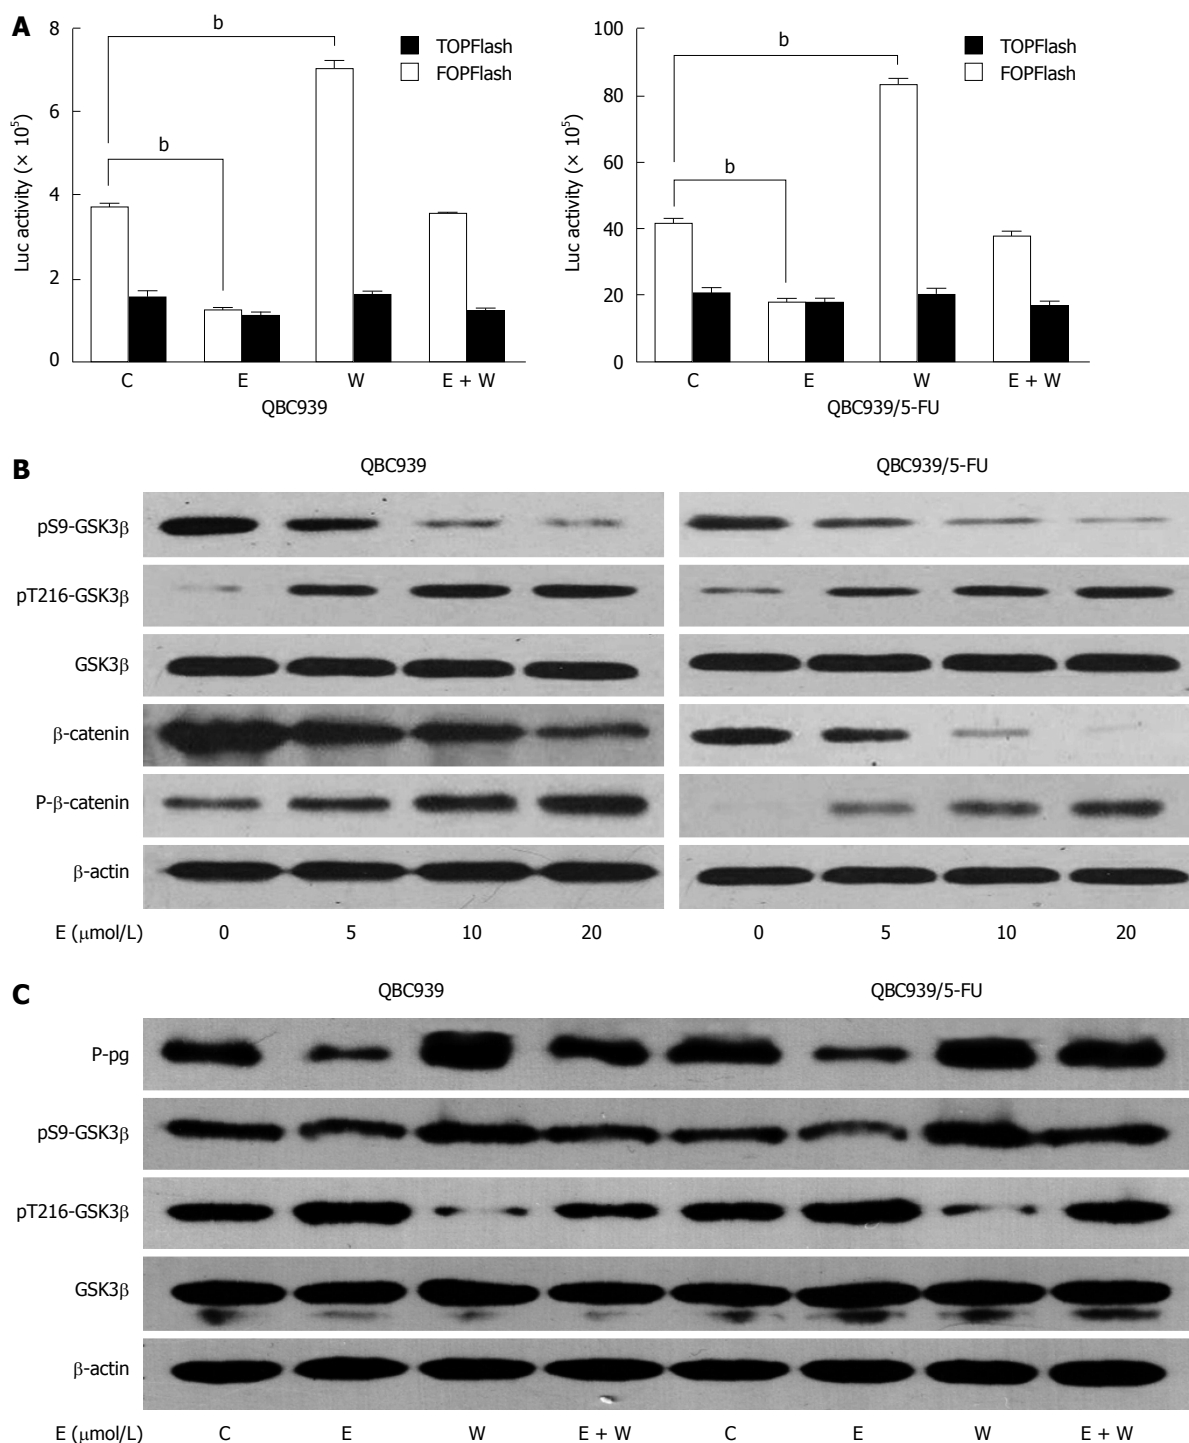 A
8
6
4
2
0
Luc activity (× 10⁵)
b
b
TOPFlash
FOPFlash
C E W E + W
QBC939
100
80
60
40
20
0
Luc activity (× 10⁵)
b
b
TOPFlash
FOPFlash
C E W E + W
QBC939/5-FU
B
QBC939 QBC939/5-FU
pS9-GSK3β
pT216-GSK3β
GSK3β
β-catenin
P-β-catenin
β-actin
E (μmol/L) 0 5 10 20 0 5 10 20
C
QBC939 QBC939/5-FU
P-pg
pS9-GSK3β
pT216-GSK3β
GSK3β
β-actin
E (μmol/L) C E W E + W C E W E + W